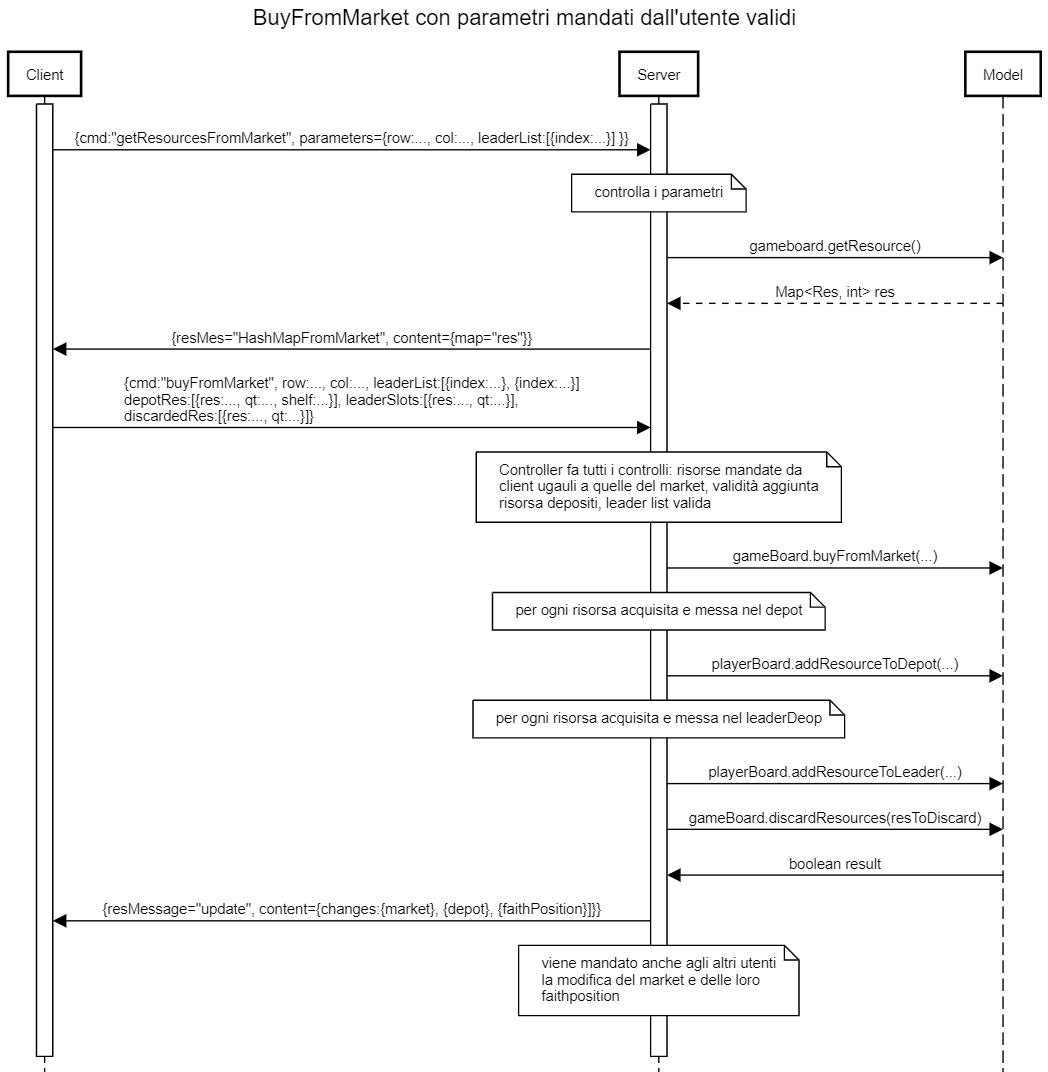 BuyFromMarket con parametri mandati dall'utente validi
Client
Server
Model
{cmd:"getResourcesFromMarket", parameters={row:..., col:..., leaderList:[{index:...}] }}
controlla i parametri
gameboard.getResource()
Map<Res, int> res
{resMes="HashMapFromMarket", content={map="res"}}
{cmd:"buyFromMarket", row:..., col:..., leaderList:[{index:...}, {index:...}]
depotRes:[{res:..., qt:..., shelf:...}], leaderSlots:[{res:..., qt:...}],
discardedRes:[{res:..., qt:...}]}
Controller fa tutti i controlli: risorse mandate da
client ugauli a quelle del market, validità aggiunta
risorsa depositi, leader list valida
gameBoard.buyFromMarket(...)
per ogni risorsa acquisita e messa nel depot
playerBoard.addResourceToDepot(...)
per ogni risorsa acquisita e messa nel leaderDeop
playerBoard.addResourceToLeader(...)
gameBoard.discardResources(resToDiscard)
boolean result
{resMessage="update", content={changes:{market}, {depot}, {faithPosition}]}}
viene mandato anche agli altri utenti
la modifica del market e delle loro
faithposition